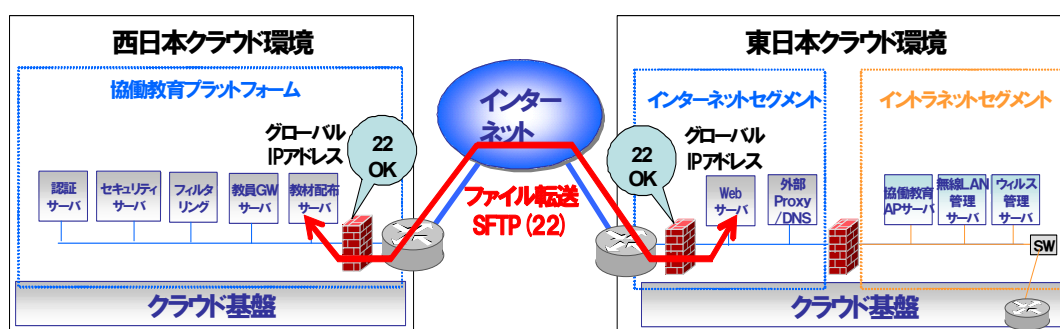 西日本クラウド環境
協働教育プラットフォーム
グローバル
IPアドレス
22
OK
認証
サーバ
セキュリティ
サーバ
フィルタ
リング
教員GW
サーバ
教材配布
サーバ
クラウド基盤
インター
ネット
ファイル転送
SFTP (22)
東日本クラウド環境
インターネットセグメント
イントラネットセグメント
22
OK
グローバル
IPアドレス
Web
サーバ
外部
Proxy
/DNS
協働教育
APサーバ
無線LAN
管理
サーバ
ウィルス
管理
サーバ
SW
クラウド基盤